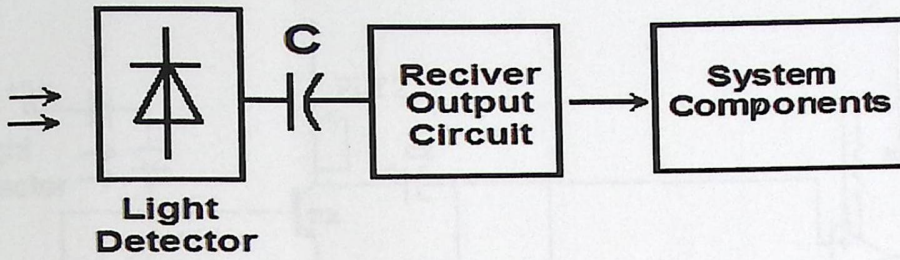 C
Reciver
Output
Circuit
System
Components
Light
Detector